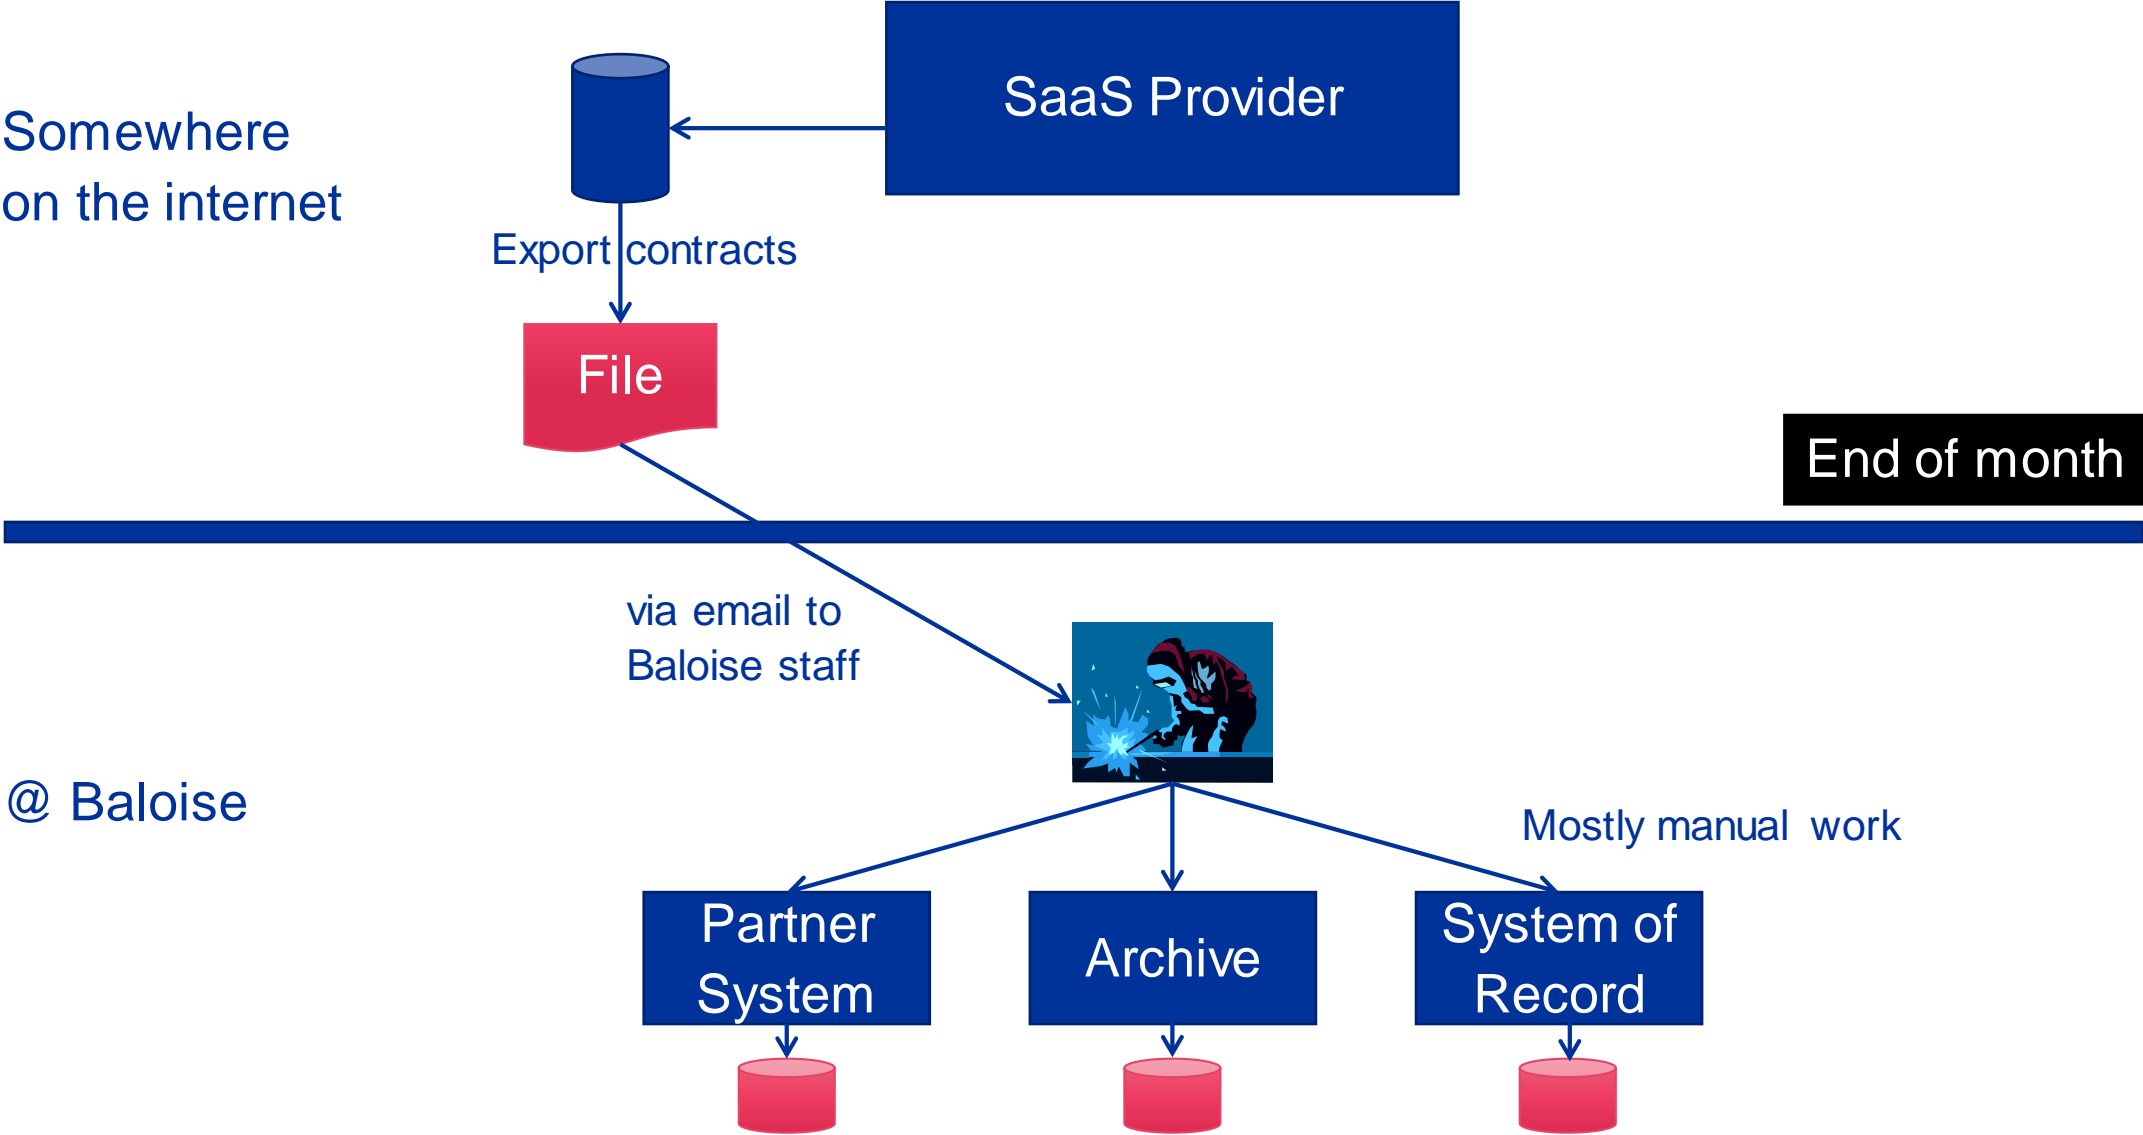 SaaS Provider
Somewhere
on the internet
Export contracts
File
End of month
via email to
Baloise staff
@ Baloise
Mostly manual work
Partner
System
Archive
System of
Record